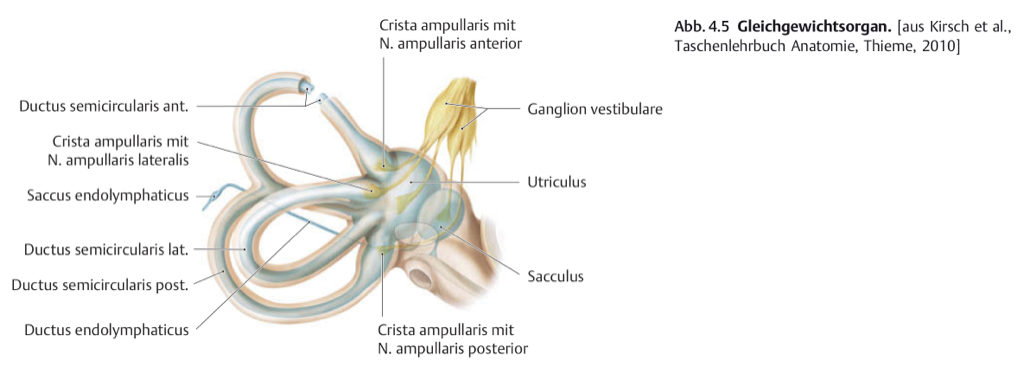 Crista ampullaris mit
N. ampullaris anterior
Abb. 4.5 Gleichgewichtsorgan. [aus Kirsch et al.,
Taschenlehrbuch Anatomie, Thieme, 2010]
Ductus semicircularis ant.
Ganglion vestibulare
Crista ampullaris mit
N. ampullaris lateralis
Utriculus
Saccus endolymphaticus
Ductus semicircularis lat.
Sacculus
Ductus semicircularis post.
Ductus endolymphaticus
Crista ampullaris mit
N. ampullaris posterior